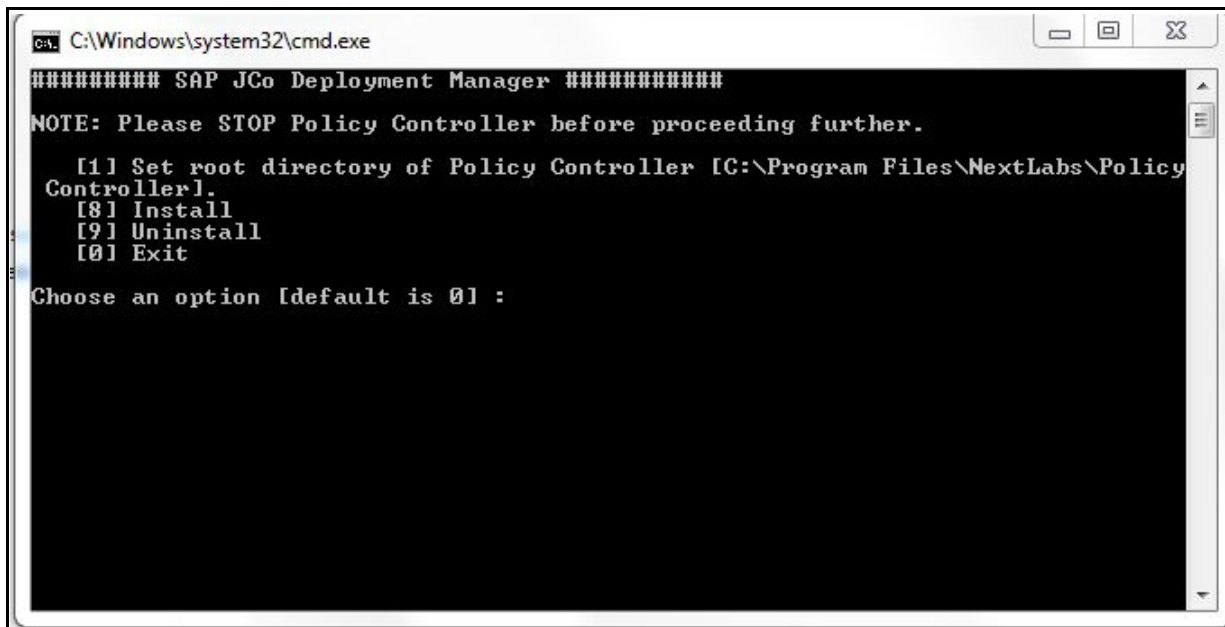 C:\Windows\system32\cmd.exe
######### SAP JCo Deployment Manager ###########
NOTE: Please STOP Policy Controller before proceeding further.
[1] Set root directory of Policy Controller [C:\Program Files\NextLabs\Policy
Controller].
[8] Install
[9] Uninstall
[0] Exit
Choose an option [default is 0] :